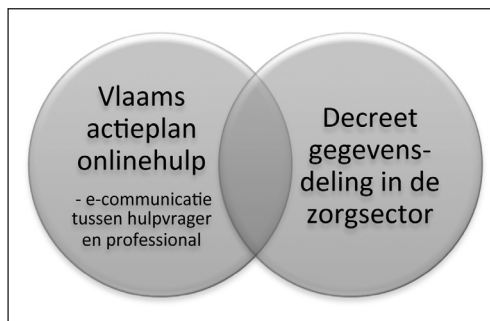 Vlaams
actieplan
onlinehulp
- e-communicatie
tussen hulpvrager
en professional
Decreet
gegevens-
deling in de
zorgsector